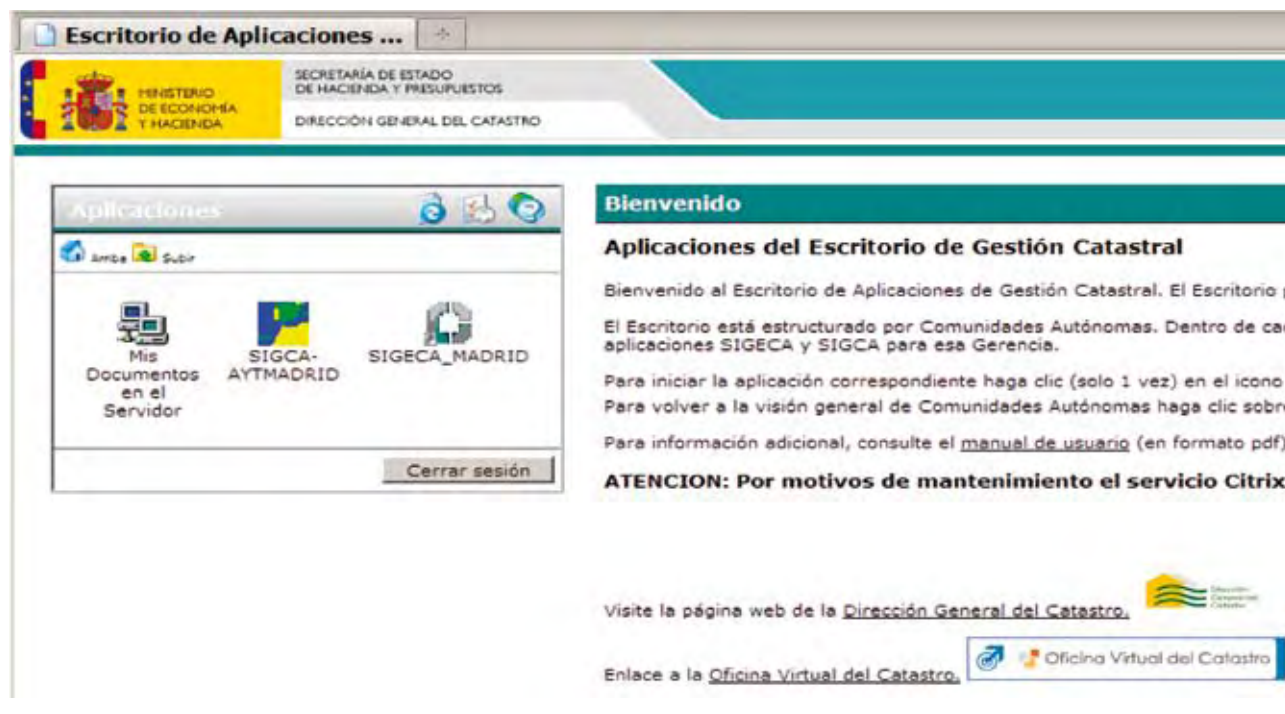 Escritorio de Aplicaciones ...
MINISTERIO
DE ECONOMÍA
Y HACIENDA
SECRETARÍA DE ESTADO
DE HACIENDA Y PRESUPUESTOS
DIRECCIÓN GENERAL DEL CATASTRO
Aplicaciones
Arriba Subir
Mis
Documentos
en el
Servidor
SIGCA-
AYTMADRID
SIGECA_MADRID
Cerrar sesión
Bienvenido
Aplicaciones del Escritorio de Gestión Catastral
Bienvenido al Escritorio de Aplicaciones de Gestión Catastral. El Escritorio
El Escritorio está estructurado por Comunidades Autónomas. Dentro de
aplicaciones SIGECA y SIGCA para esa Gerencia.
Para iniciar la aplicación correspondiente haga clic (solo 1 vez) en el icono
Para volver a la visión general de Comunidades Autónomas haga clic sobre
Para información adicional, consulte el manual de usuario (en formato pdf)
ATENCION: Por motivos de mantenimiento el servicio Citrix
Visite la página web de la Dirección General del Catastro.
Dirección
General del
Catastro
Enlace a la Oficina Virtual del Catastro.
Oficina Virtual del Catastro